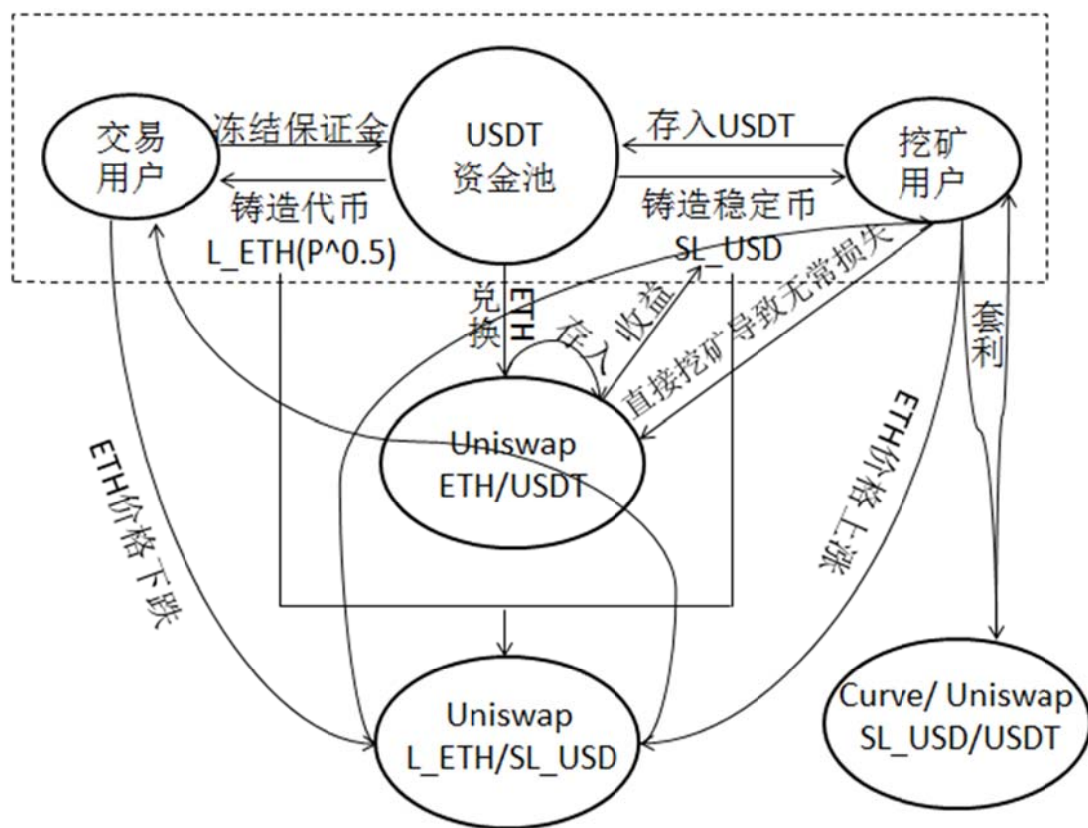 交易
用户
冻结保证金
铸造代币
L_ETH(P^0.5)
USDT
资金池
存入USDT
铸造稳定币
SL_USD
挖矿
用户
兑换
ETH
存入
收益
直接挖矿导致无常损失
套利
Uniswap
ETH/USDT
ETH价格下跌
ETH价格上涨
Uniswap
L_ETH/SL_USD
Curve/ Uniswap
SL_USD/USDT